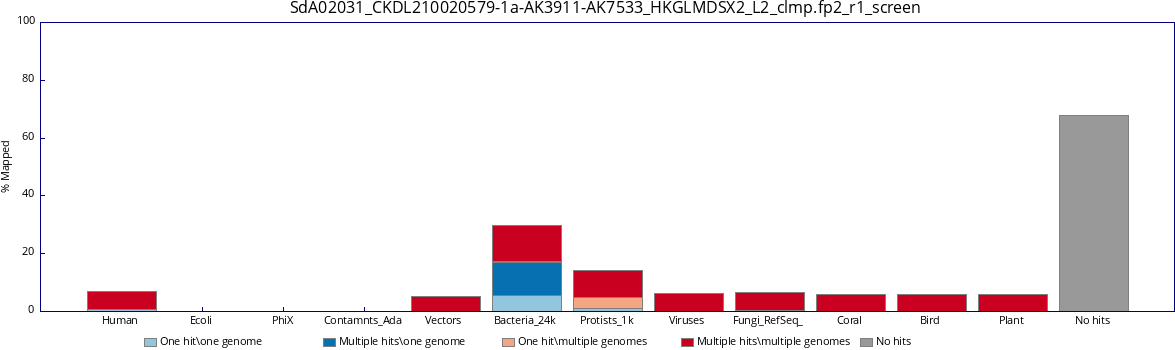 SdA02031_CKDL210020579-1a-AK3911-AK7533_HKGLMDSX2_L2_clmp.fp2_r1_screen
100
80
60
40
20
0
% Mapped
Human Ecoli PhiX Contamnts_Ada Vectors Bacteria_24k Protists_1k Viruses Fungi_RefSeq_ Coral Bird Plant No hits
One hit\one genome Multiple hits\one genome One hit\multiple genomes Multiple hits\multiple genomes No hits